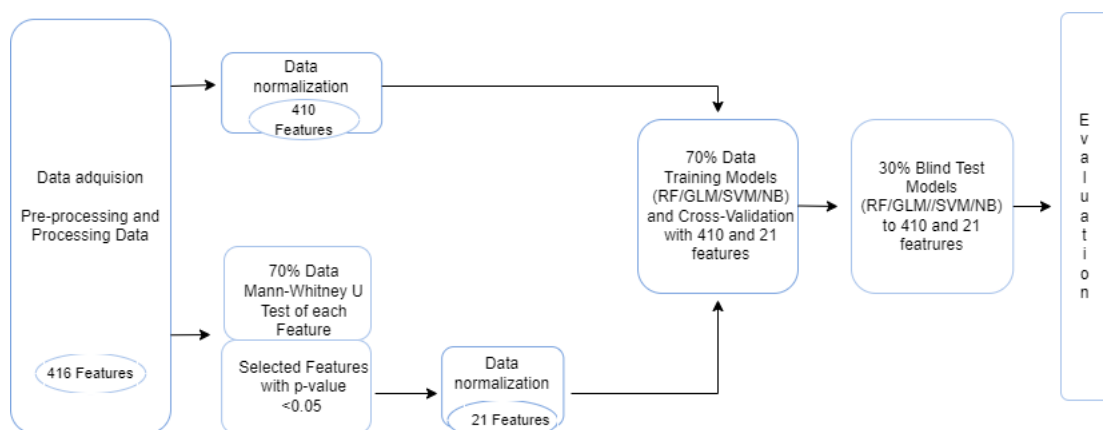 Data adquision
Pre-processing and
Processing Data
416 Features
Data
normalization
410
Features
70% Data
Mann-Whitney U
Test of each
Feature
Selected Features
with p-value
<0.05
Data
normalization
21 Features
70% Data
Training Models
(RF/GLM/SVM/NB)
and Cross-Validation
with 410 and 21
features
30% Blind Test
Models
(RF/GLM//SVM/NB)
to 410 and 21
featrures
E
v
a
l
u
a
t
i
o
n